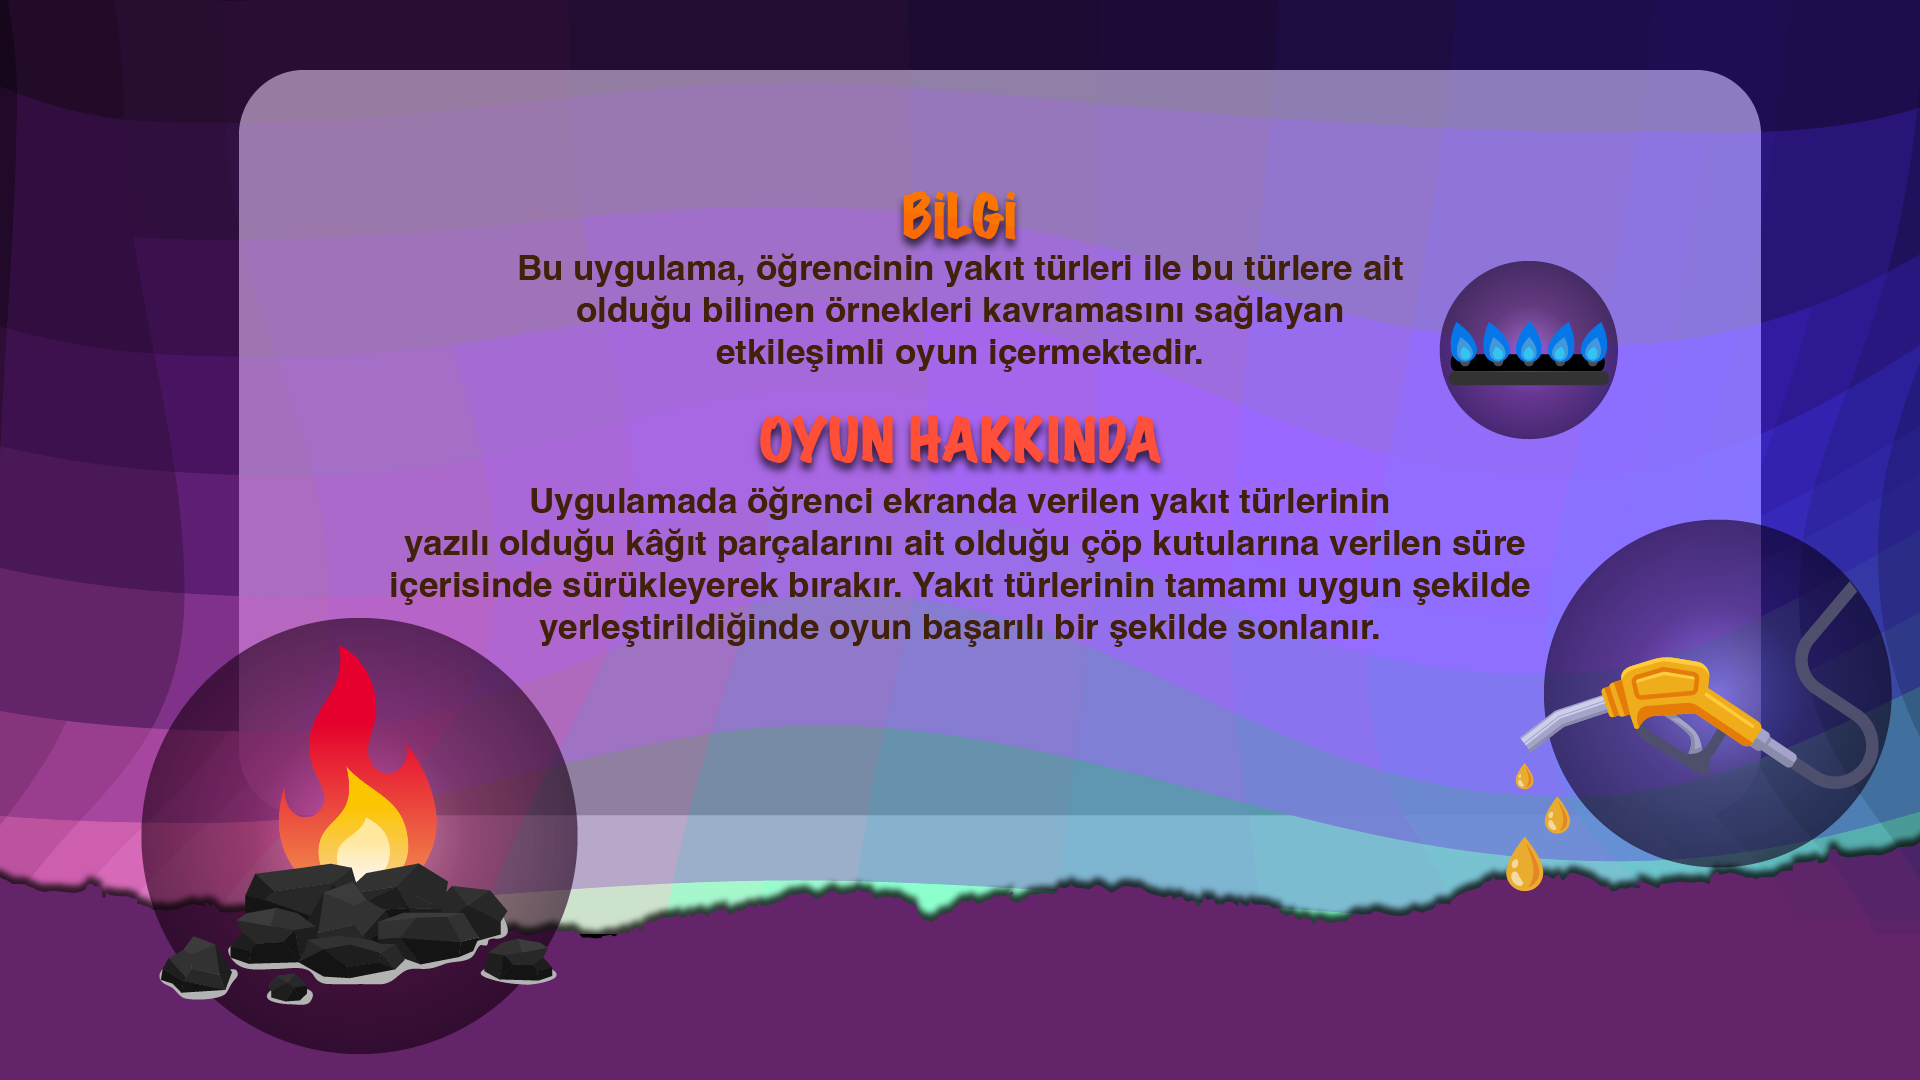 BİLGİ
Bu uygulama, öğrencinin yakıt türleri ile bu türlere ait
olduğu bilinen örnekleri kavramasını sağlayan
etkileşimli oyun içermektedir.
OYUN HAKKINDA
Uygulamada öğrenci ekranda verilen yakıt türlerinin
yazılı olduğu kâğıt parçalarını ait olduğu çöp kutularına verilen süre
içerisinde sürükleyerek bırakır. Yakıt türlerinin tamamı uygun şekilde
yerleştirildiğinde oyun başarılı bir şekilde sonlanır.